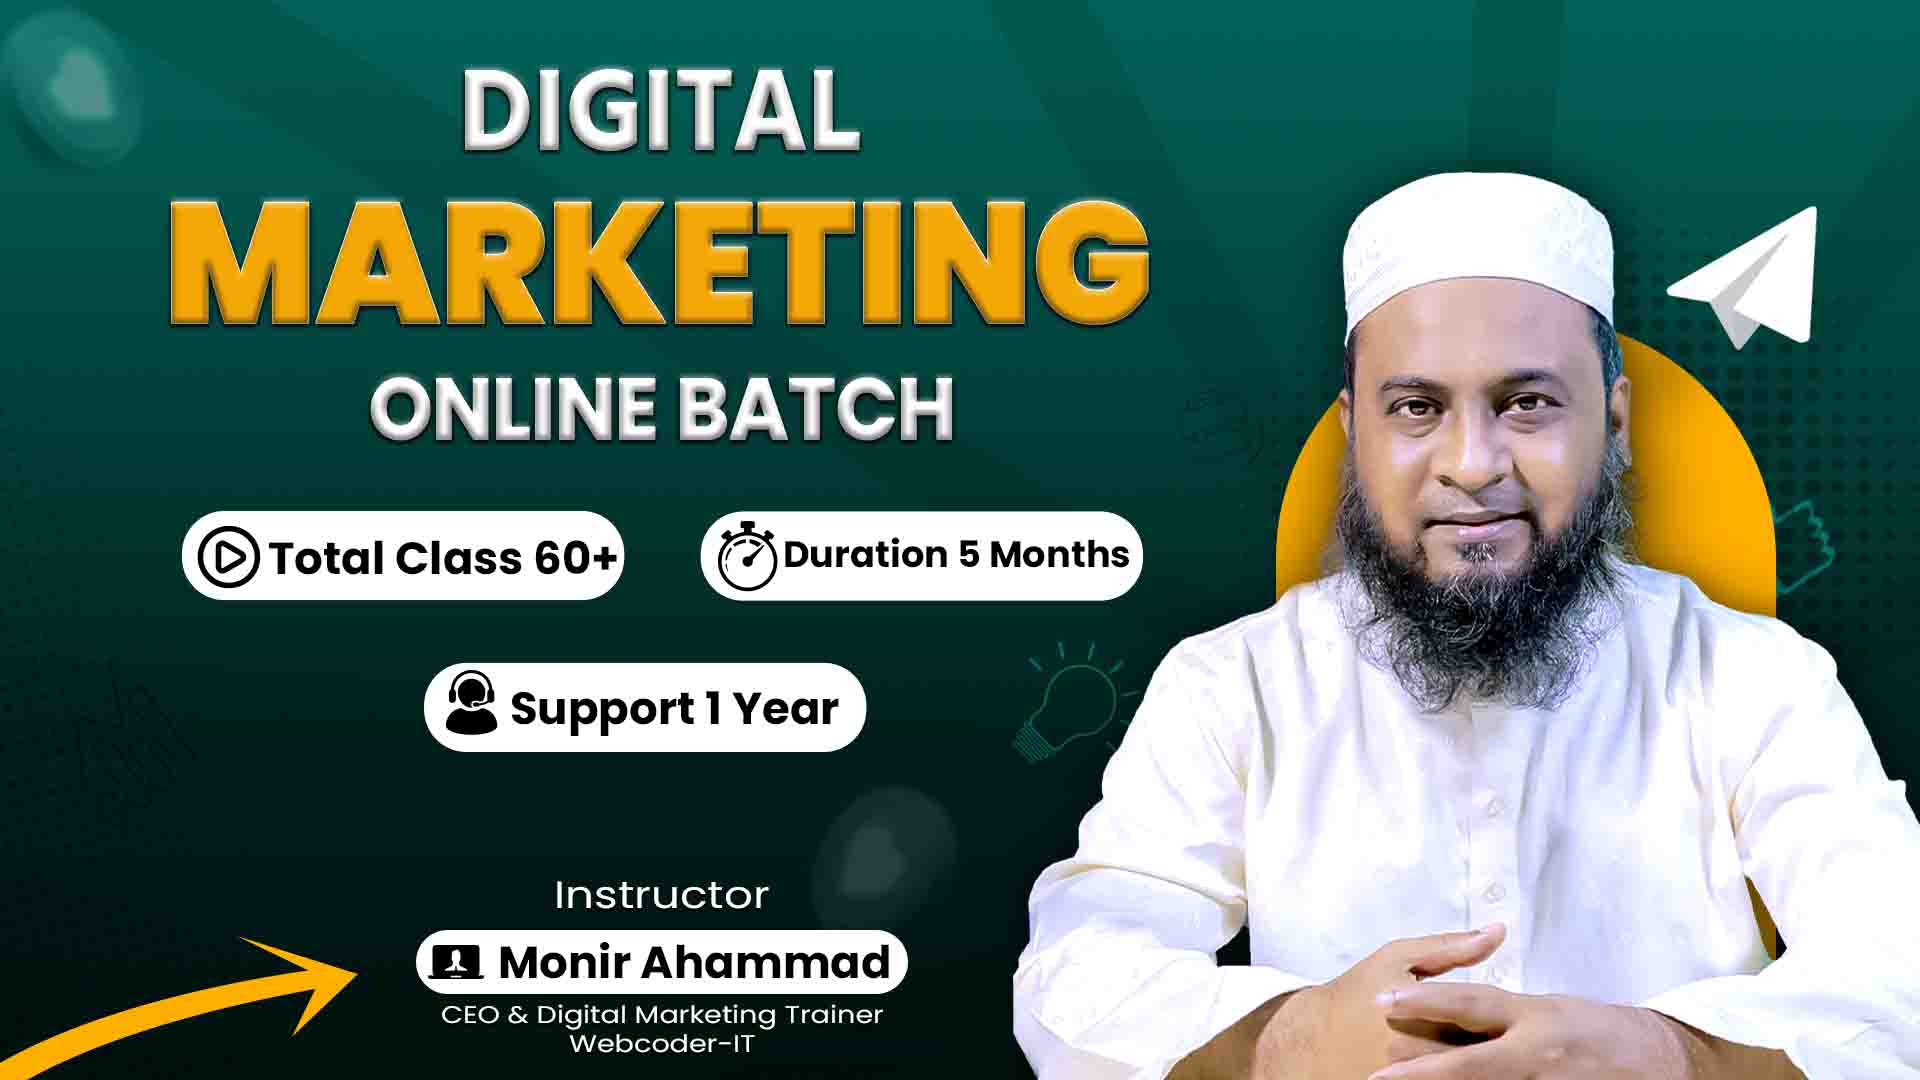 DIGITAL
MARKETING
ONLINE BATCH
Total Class 60+
Duration 5 Months
Support 1 Year
Instructor
Monir Ahammad
CEO & Digital Marketing Trainer
Webcoder-IT